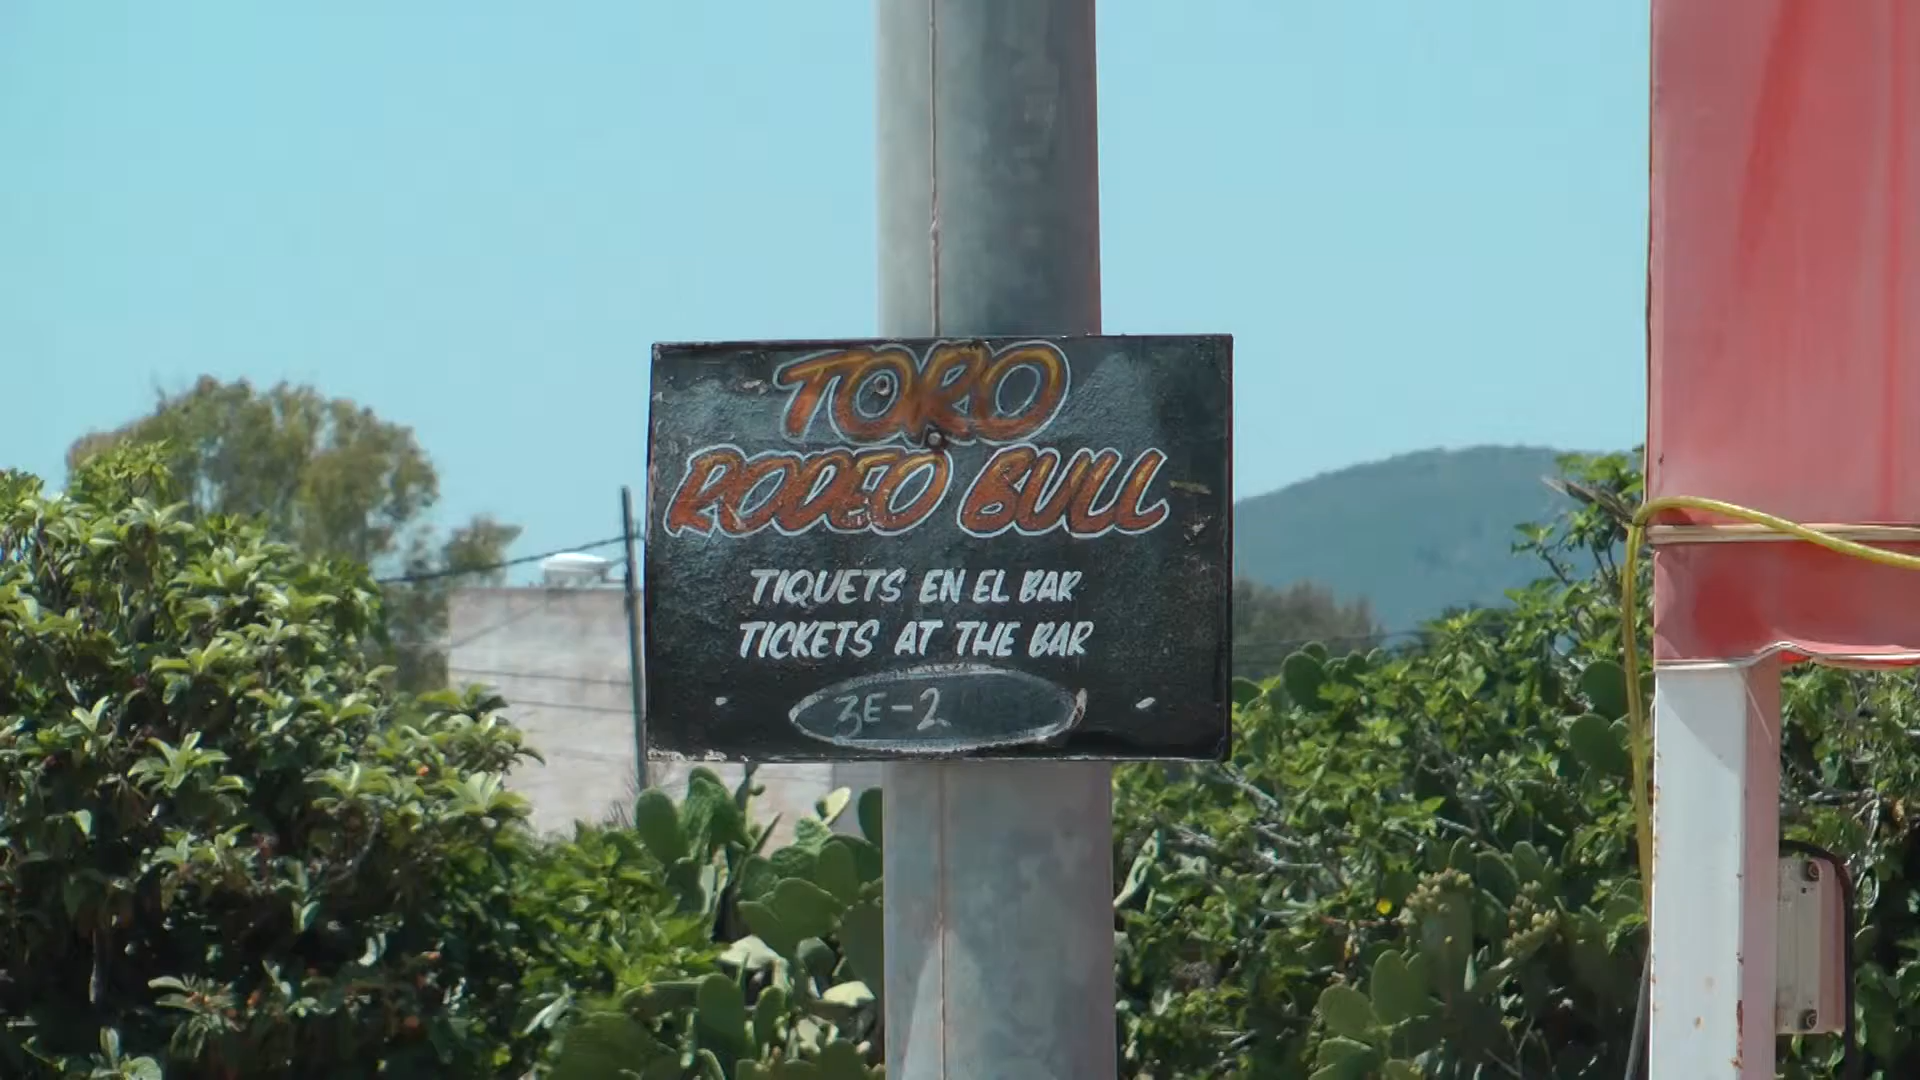 TORO
RODEO BULL
TIQUETS EN EL BAR
TICKETS AT THE BAR
3E-2